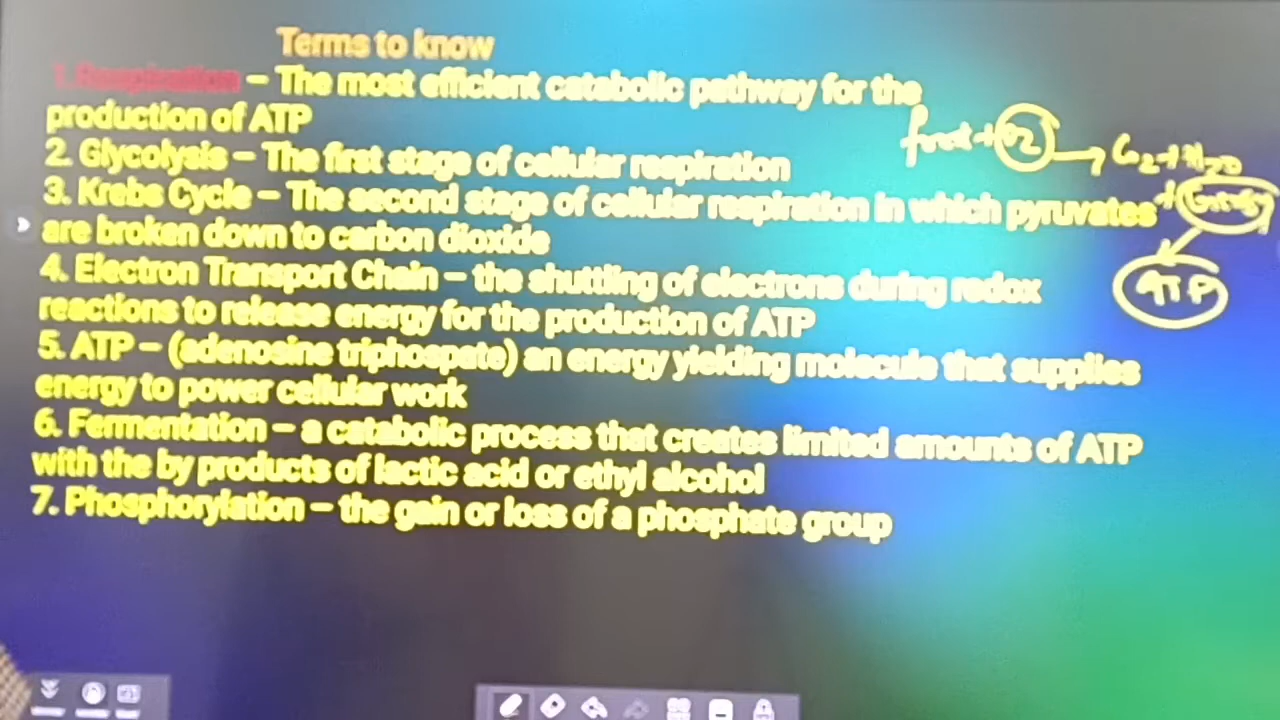 Terms to know
1. Respiration – The most efficient catabolic pathway for the
production of ATP
2. Glycolysis – The first stage of cellular respiration
3. Krebs Cycle – The second stage of cellular respiration in which pyruvates
are broken down to carbon dioxide
4. Electron Transport Chain – the shuttling of electrons during redox
reactions to release energy for the production of ATP
5. ATP – (adenosine triphospate) an energy yielding molecule that supplies
energy to power cellular work
6. Fermentation – a catabolic process that creates limited amounts of ATP
with the by products of lactic acid or ethyl alcohol
7. Phosphorylation – the gain or loss of a phosphate group
food + O2 → CO2 + H2O
+ Energy
ATP